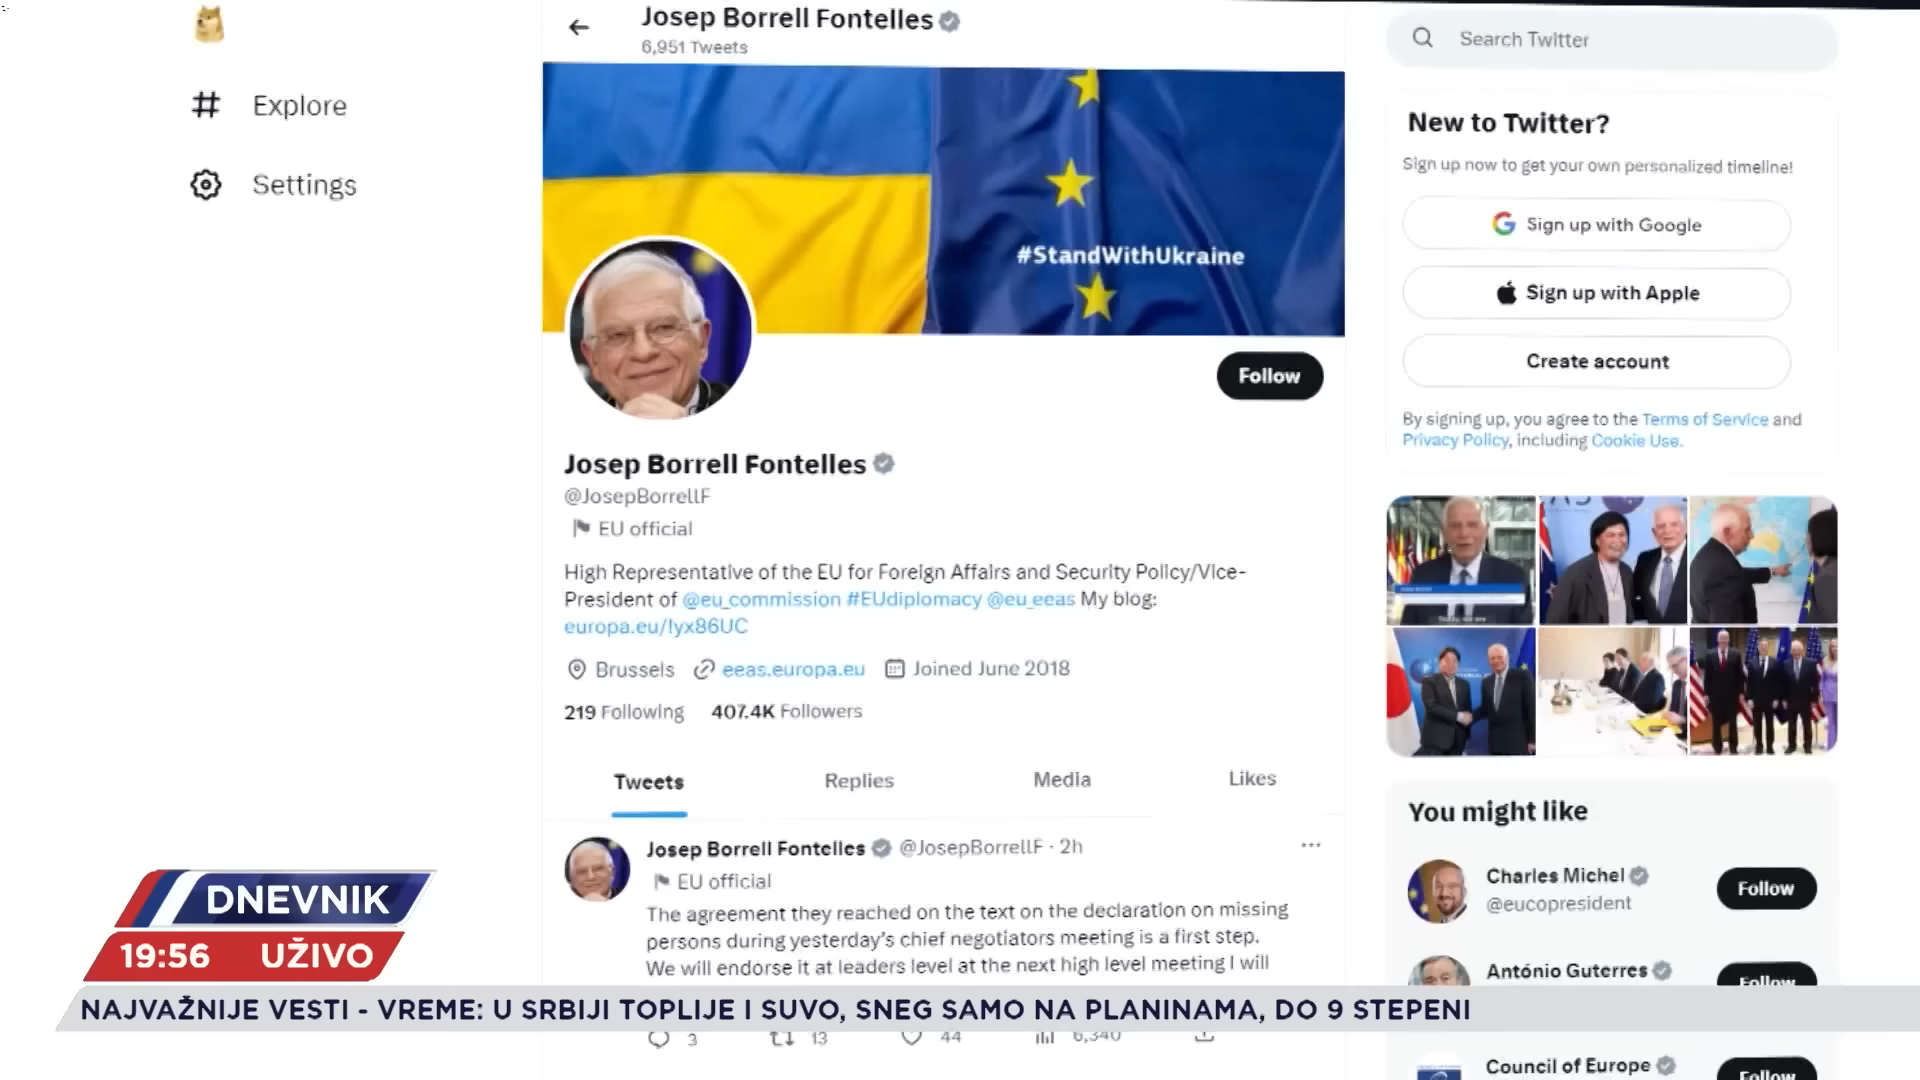 Josep Borrell Fontelles
6,951 Tweets
Explore
Settings
#StandWithUkraine
Follow
Josep Borrell Fontelles
@JosepBorrellF
EU official
High Representative of the EU for Foreign Affairs and Security Policy/Vice-
President of @eu_commission #EUdiplomacy @eu_eeas My blog:
europa.eu/!yx86UC
Brussels eeas.europa.eu Joined June 2018
219 Following 407.4K Followers
Tweets Replies Media Likes
Josep Borrell Fontelles @JosepBorrellF · 2h
EU official
The agreement they reached on the text on the declaration on missing
persons during yesterday's chief negotiators meeting is a first step.
We will endorse it at leaders level at the next high level meeting I will
3 13 44 6,340
Search Twitter
New to Twitter?
Sign up now to get your own personalized timeline!
Sign up with Google
Sign up with Apple
Create account
By signing up, you agree to the Terms of Service and
Privacy Policy, including Cookie Use.
You might like
Charles Michel
@eucopresident
Follow
António Guterres
Follow
Council of Europe
Follow
DNEVNIK
19:56 UŽIVO
NAJVAŽNIJE VESTI - VREME: U SRBIJI TOPLIJE I SUVO, SNEG SAMO NA PLANINAMA, DO 9 STEPENI